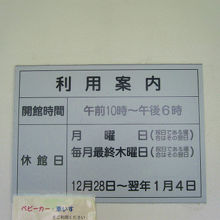 利用案内
開館時間 午前10時〜午後6時
休館日
月曜日(祝日である場合はその翌日)
毎月最終木曜日(祝日である場合はその翌日)
12月28日〜翌年1月4日
ベビーカー・車いす